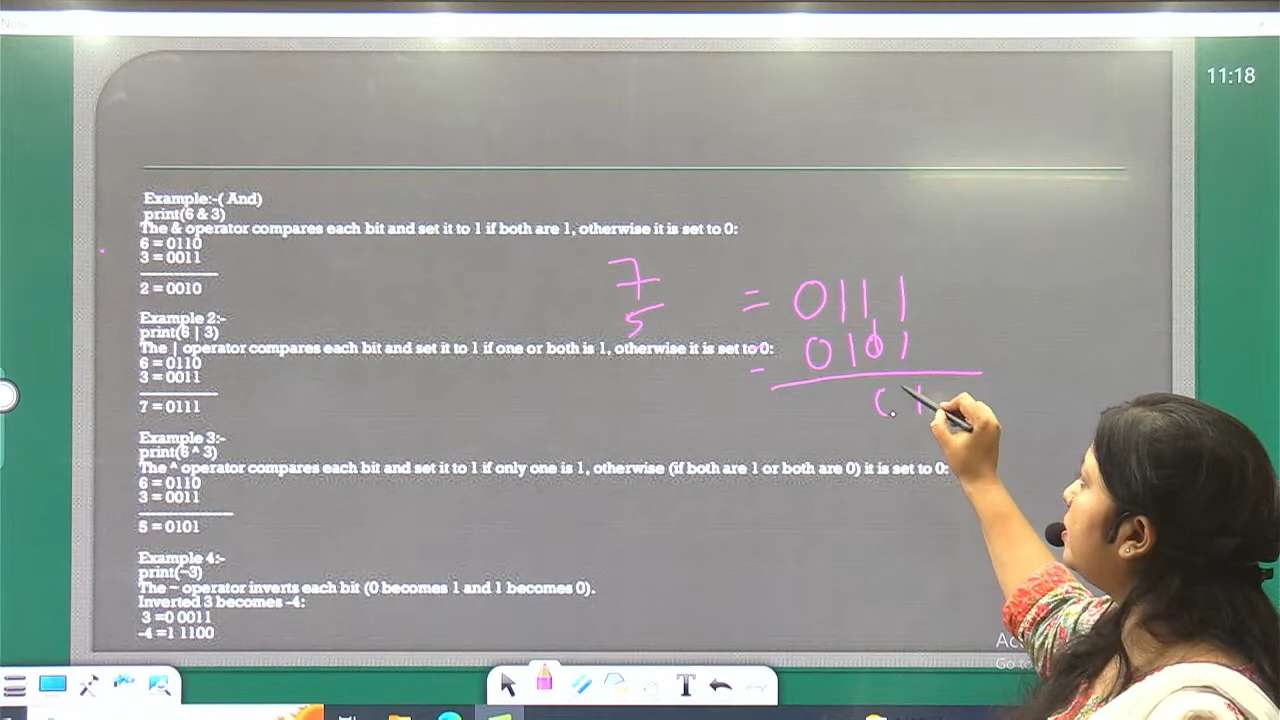 Note
11:18
Example:-( And)
print(6 & 3)
The & operator compares each bit and set it to 1 if both are 1, otherwise it is set to 0:
6 = 0110
3 = 0011
2 = 0010
7 = 0111
5 = 0101
1
Example 2:-
print(6 | 3)
The | operator compares each bit and set it to 1 if one or both is 1, otherwise it is set to 0:
6 = 0110
3 = 0011
7 = 0111
Example 3:-
print(6 ^ 3)
The ^ operator compares each bit and set it to 1 if only one is 1, otherwise (if both are 1 or both are 0) it is set to 0:
6 = 0110
3 = 0011
5 = 0101
Example 4:-
print(~3)
The ~ operator inverts each bit (0 becomes 1 and 1 becomes 0).
Inverted 3 becomes -4:
3 =0 0011
-4 =1 1100
Go to
T